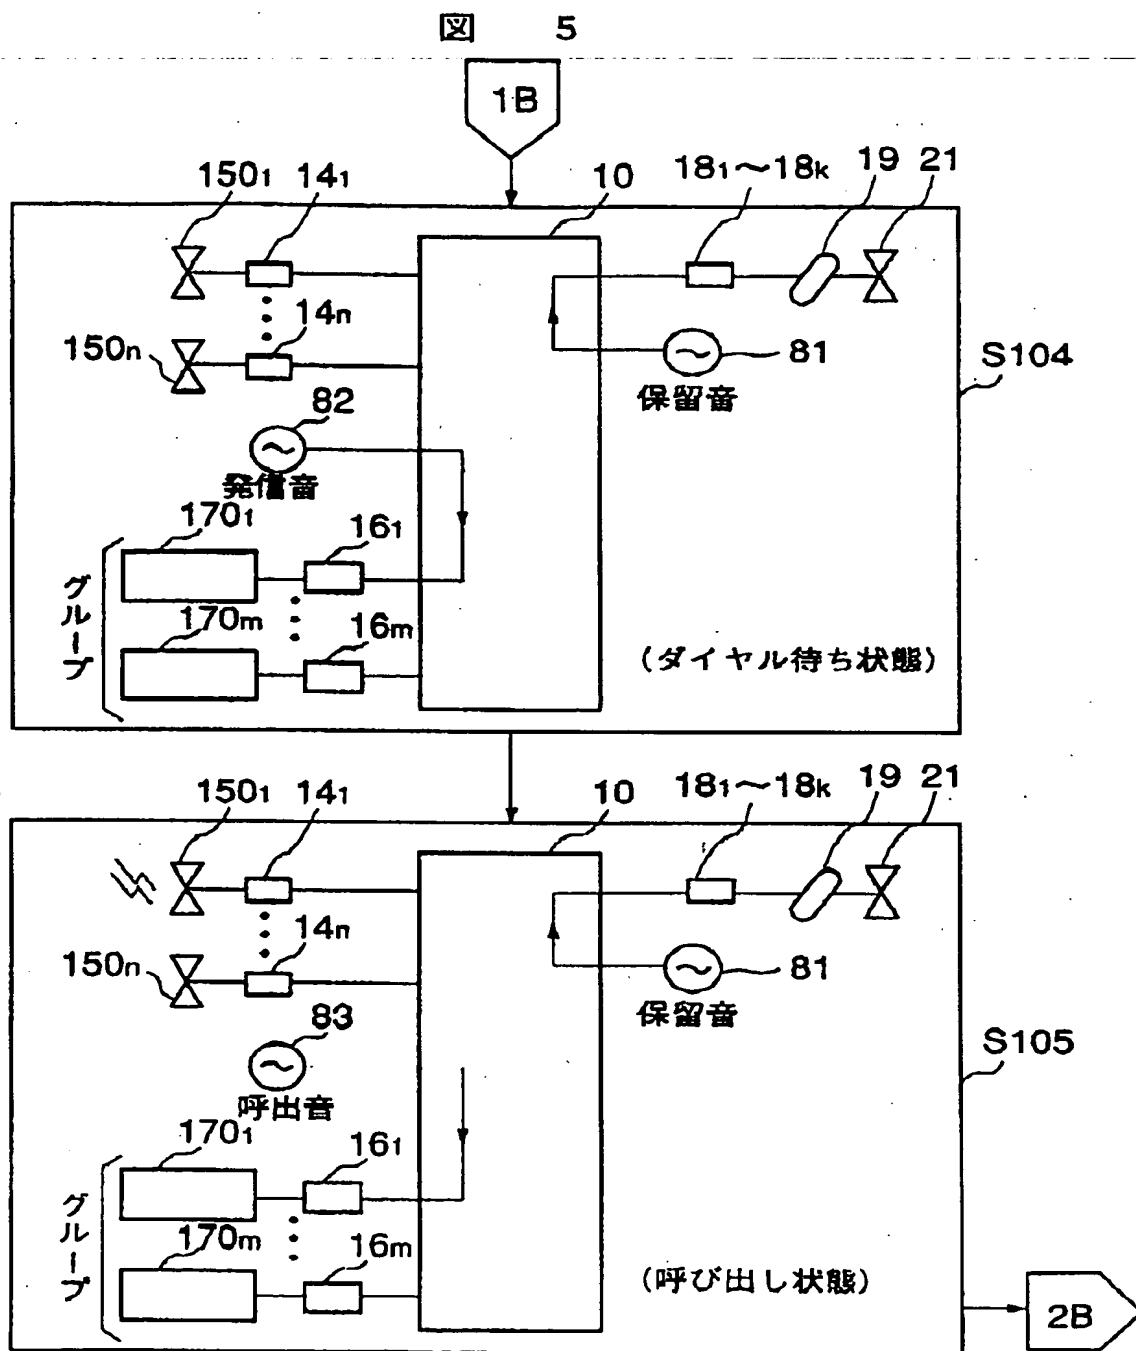 図 5
1B
150₁ 14₁ 10 18₁～18k 19 21
14n
150n
81
S104
保留音
82
発信音
170₁ 16₁
グループ
170m 16m
(ダイヤル待ち状態)
150₁ 14₁ 10 18₁～18k 19 21
14n
150n
81
保留音
S105
83
呼出音
170₁ 16₁
グループ
170m 16m
(呼び出し状態)
2B